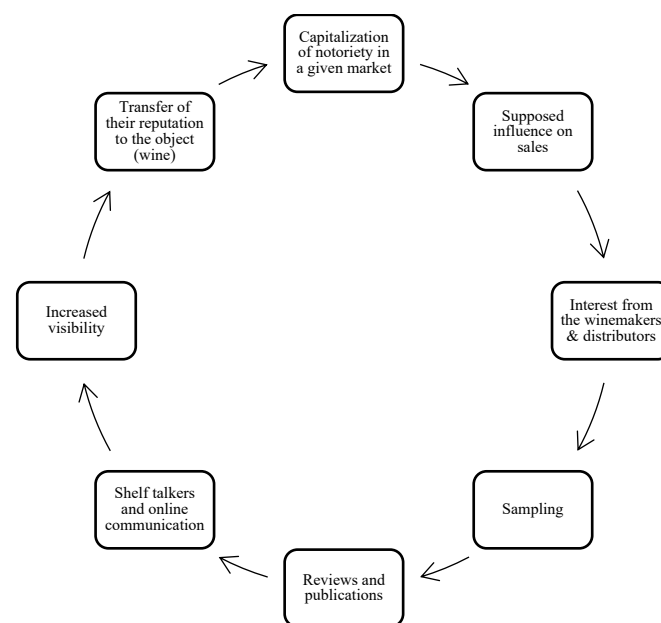 Capitalization
of notoriety in
a given market
Supposed
influence on
sales
Interest from
the winemakers
& distributors
Sampling
Reviews and
publications
Shelf talkers
and online
communication
Increased
visibility
Transfer of
their reputation
to the object
(wine)